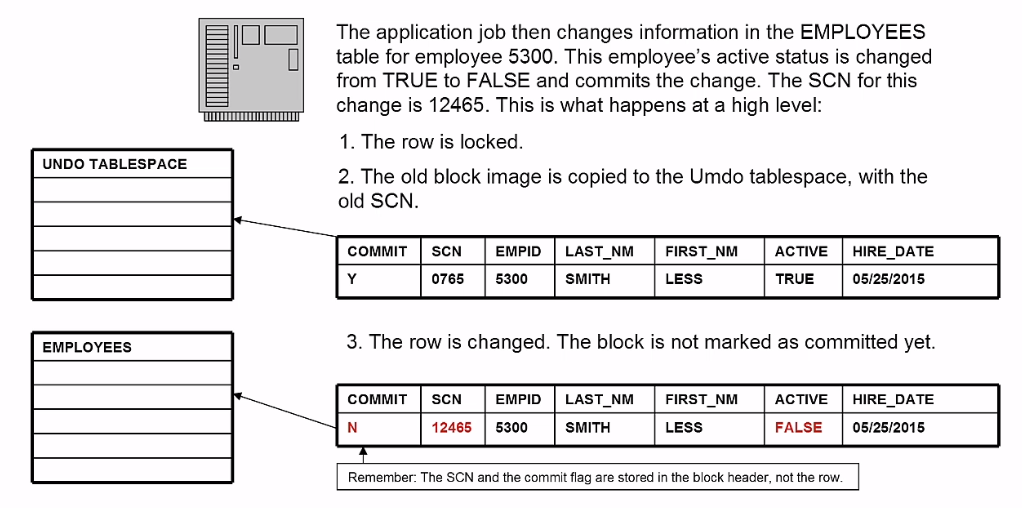 The application job then changes information in the EMPLOYEES
table for employee 5300. This employee's active status is changed
from TRUE to FALSE and commits the change. The SCN for this
change is 12465. This is what happens at a high level:
1. The row is locked.
2. The old block image is copied to the Umdo tablespace, with the
old SCN.
UNDO TABLESPACE
COMMIT SCN EMPID LAST_NM FIRST_NM ACTIVE HIRE_DATE
Y 0765 5300 SMITH LESS TRUE 05/25/2015
3. The row is changed. The block is not marked as committed yet.
EMPLOYEES
COMMIT SCN EMPID LAST_NM FIRST_NM ACTIVE HIRE_DATE
N 12465 5300 SMITH LESS FALSE 05/25/2015
Remember: The SCN and the commit flag are stored in the block header, not the row.